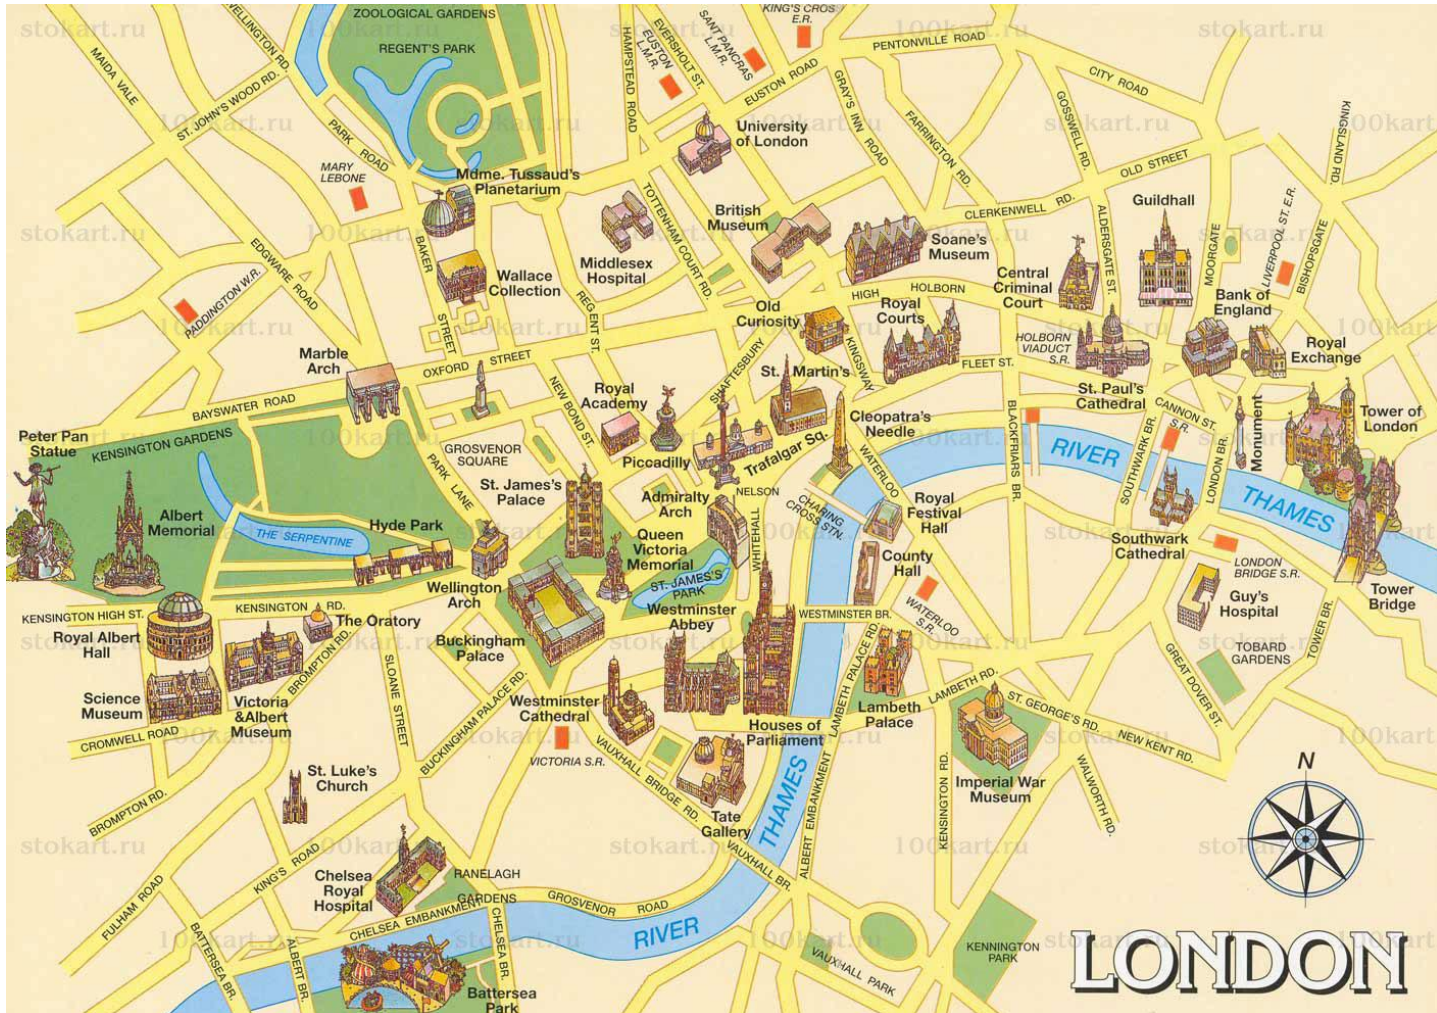 ZOOLOGICAL GARDENS
REGENT'S PARK
WELLINGTON RD.
MAIDA VALE
ST. JOHN'S WOOD RD.
PARK ROAD
HAMPSTEAD ROAD
EVERSHOLT ST.
EUSTON
L.M.R.
SANT PANCRAS
L.M.R.
KING'S CROS
E.R.
PENTONVILLE ROAD
EUSTON ROAD
GRAY'S INN ROAD
FARRINGTON RD.
CITY ROAD
GOSSWELL RD.
OLD STREET
KINGSLAND RD.
University
of London
MARY
LEBONE
Mdme. Tussaud's
Planetarium
TOTTENHAM COURT RD.
British
Museum
CLERKENWELL RD.
ALDERSGATE ST.
Guildhall
MOORGATE
LIVERPOOL ST. E.R.
BISHOPSGATE
Soane's
Museum
Middlesex
Hospital
BAKER
STREET
EDGWARE ROAD
PADDINGTON W.R.
Wallace
Collection
REGENT ST.
Central
Criminal
Court
HIGH HOLBORN
Old
Curiosity
Royal
Courts
KINGSWAY
Bank of
England
HOLBORN
VIADUCT
S.R.
Royal
Exchange
Marble
Arch
OXFORD STREET
NEW BOND ST.
SHAFTESBURY
St. Martin's
FLEET ST.
St. Paul's
Cathedral
CANNON ST.
S.R.
BAYSWATER ROAD
Royal
Academy
Cleopatra's
Needle
BLACKFRIARS BR.
SOUTHWARK BR.
LONDON BR.
Monument
Tower of
London
Peter Pan
Statue
KENSINGTON GARDENS
PARK LANE
GROSVENOR
SQUARE
Piccadilly
Trafalgar Sq.
WATERLOO
RIVER
THAMES
St. James's
Palace
Admiralty
Arch
NELSON
CHARING
CROSS STN.
Royal
Festival
Hall
Albert
Memorial
THE SERPENTINE
Hyde Park
Queen
Victoria
Memorial
WHITEHALL
County
Hall
Southwark
Cathedral
LONDON
BRIDGE S.R.
Wellington
Arch
ST. JAMES'S
PARK
WATERLOO
S.R.
Guy's
Hospital
Tower
Bridge
TOWER BR.
KENSINGTON HIGH ST.
KENSINGTON RD.
The Oratory
Westminster
Abbey
WESTMINSTER BR.
Royal Albert
Hall
BROMPTON RD.
SLOANE STREET
Buckingham
Palace
LAMBETH PALACE RD.
GREAT DOVER ST.
TOBARD
GARDENS
BUCKINGHAM PALACE RD.
Science
Museum
Victoria
&Albert
Museum
Westminster
Cathedral
Houses of
Parliament
Lambeth
Palace
LAMBETH RD.
ST. GEORGE'S RD.
NEW KENT RD.
WALWORTH RD.
CROMWELL ROAD
VICTORIA S.R.
VAUXHALL BRIDGE RD.
Imperial War
Museum
KENSINGTON RD.
N
BROMPTON RD.
St. Luke's
Church
THAMES
ALBERT EMBANKMENT
Tate
Gallery
VAUXHALL BR.
FULHAM ROAD
KING'S ROAD
Chelsea
Royal
Hospital
RANELAGH
GARDENS
GROSVENOR ROAD
CHELSEA EMBANKMENT
CHELSEA BR.
RIVER
BATTERSEA BR.
ALBERT BR.
Battersea
Park
VAUXHALL PARK
KENNINGTON
PARK
LONDON
stokart.ru
100kart.ru